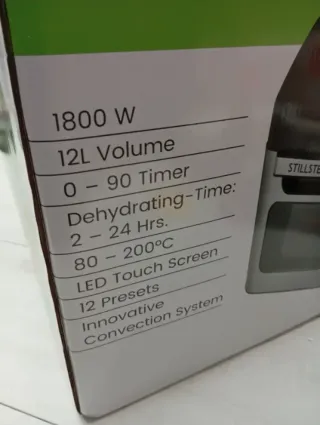 1800 W
12L Volume
0 – 90 Timer
Dehydrating-Time:
2 – 24 Hrs.
80 – 200°C
LED Touch Screen
12 Presets
Innovative
Convection System